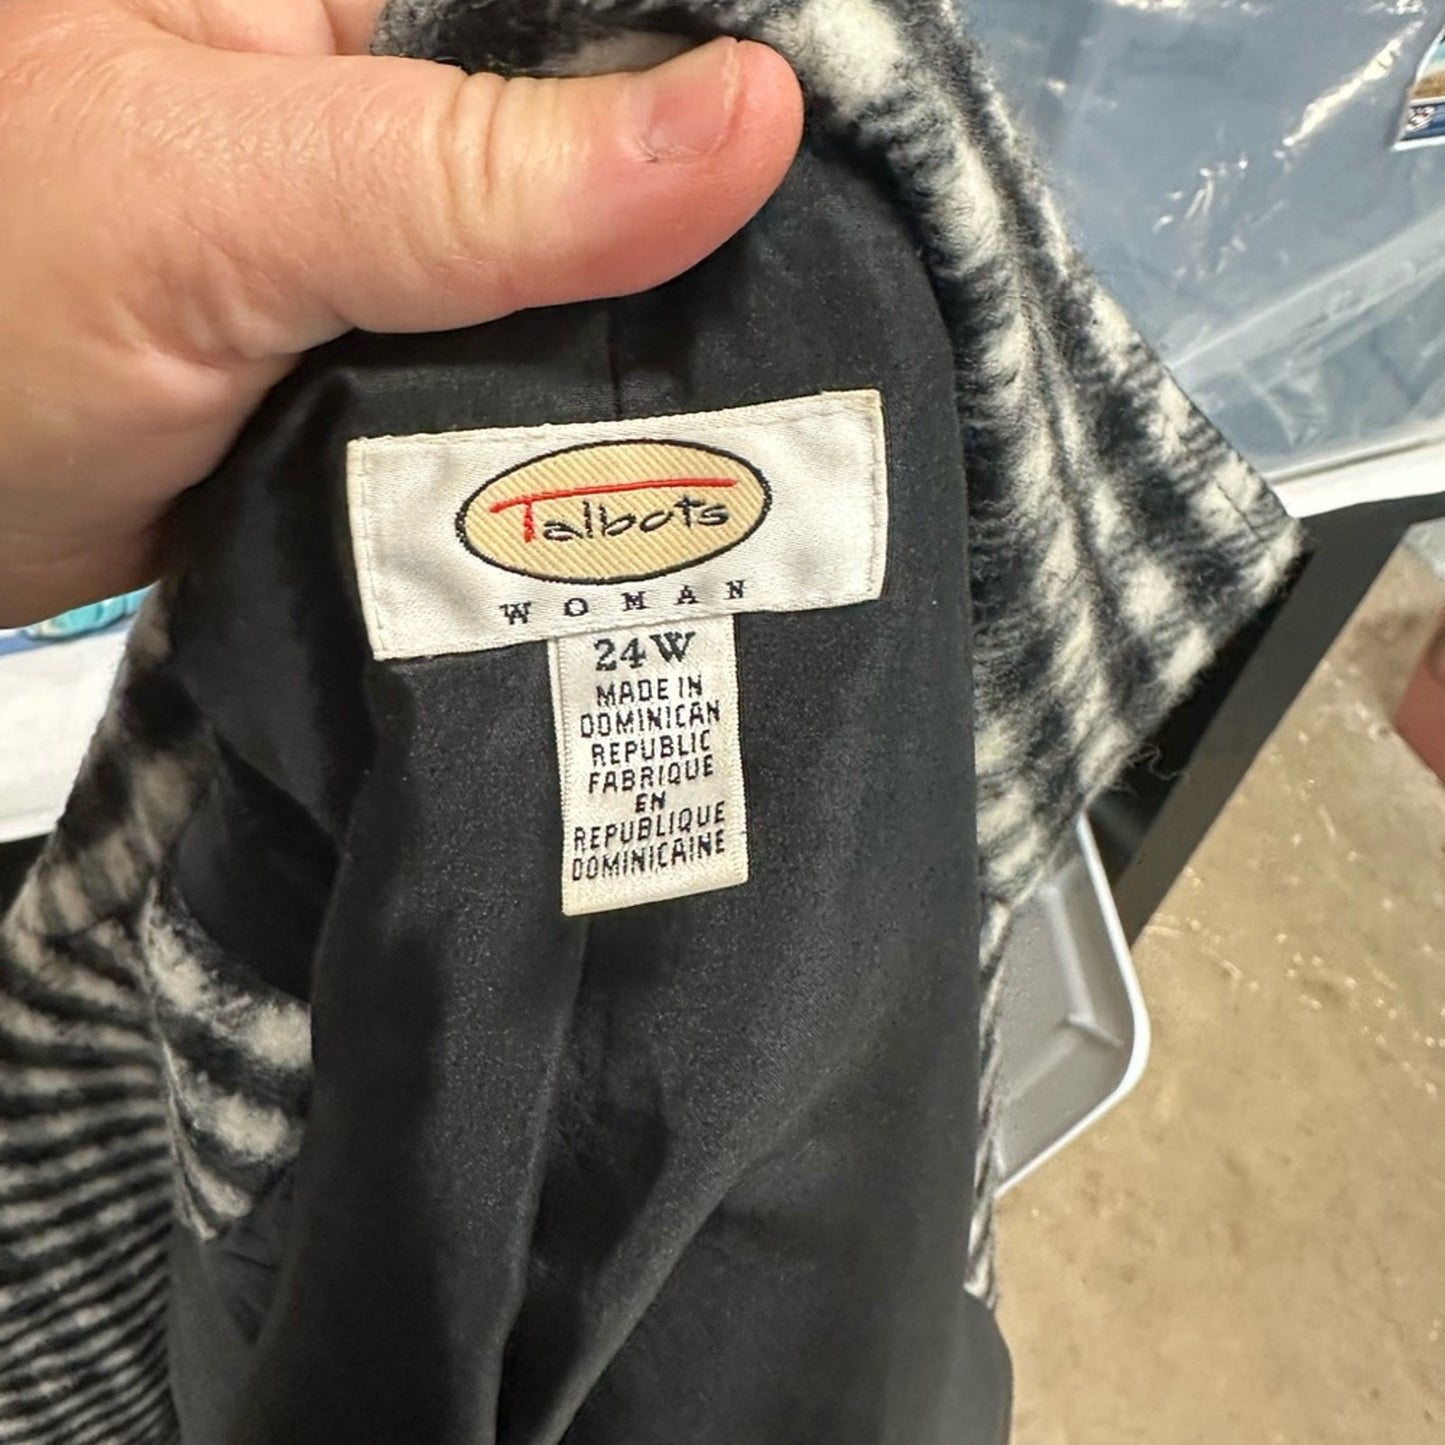 Talbots
WOMAN
24W
MADE IN
DOMINICAN
REPUBLIC
FABRIQUE
EN
REPUBLIQUE
DOMINICAINE